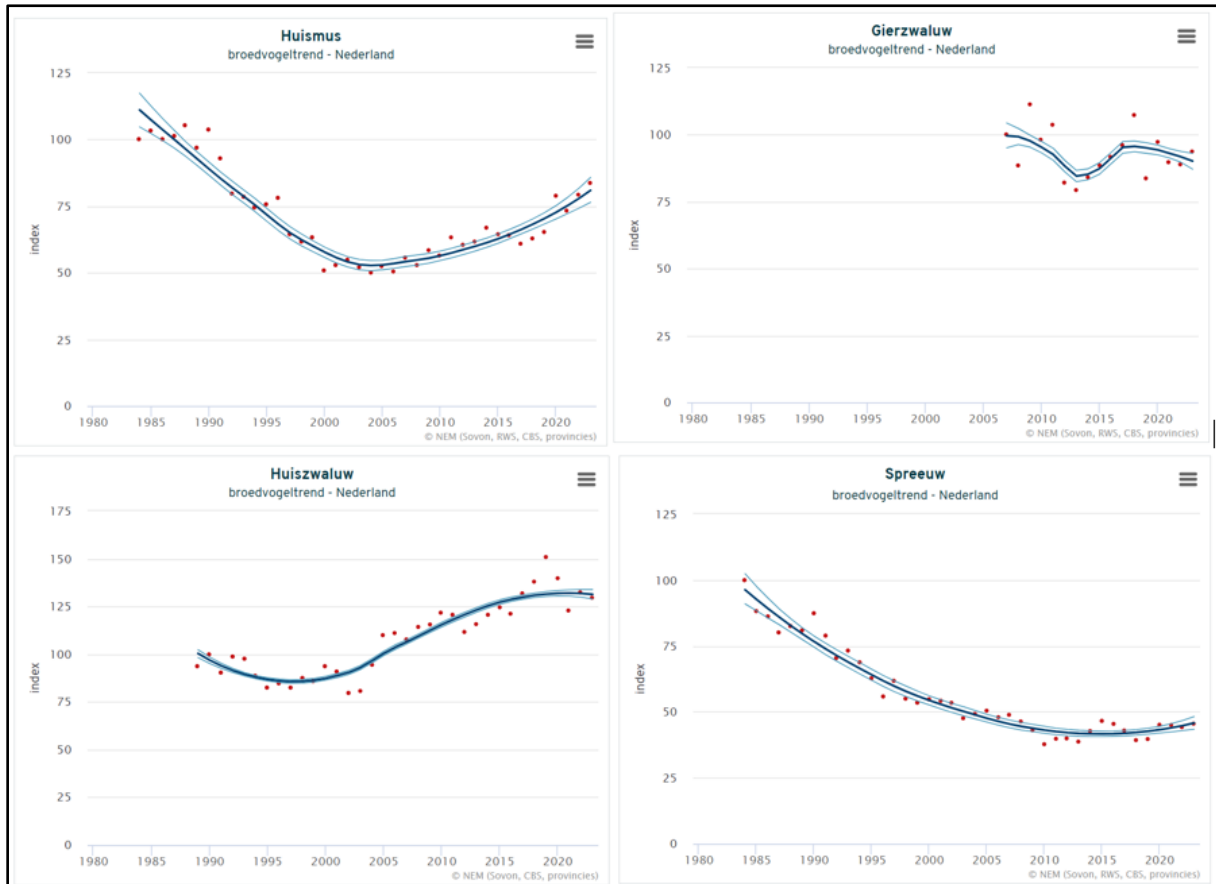 Huismus
broedvogeltrend - Nederland
125
100
75
50
25
0
index
1980 1985 1990 1995 2000 2005 2010 2015 2020
© NEM (Sovon, RWS, CBS, provincies)
Gierzwaluw
broedvogeltrend - Nederland
125
100
75
50
25
0
index
1980 1985 1990 1995 2000 2005 2010 2015 2020
© NEM (Sovon, RWS, CBS, provincies)
Huiszwaluw
broedvogeltrend - Nederland
175
150
125
100
75
50
25
0
index
1980 1985 1990 1995 2000 2005 2010 2015 2020
© NEM (Sovon, RWS, CBS, provincies)
Spreeuw
broedvogeltrend - Nederland
125
100
75
50
25
0
index
1980 1985 1990 1995 2000 2005 2010 2015 2020
© NEM (Sovon, RWS, CBS, provincies)